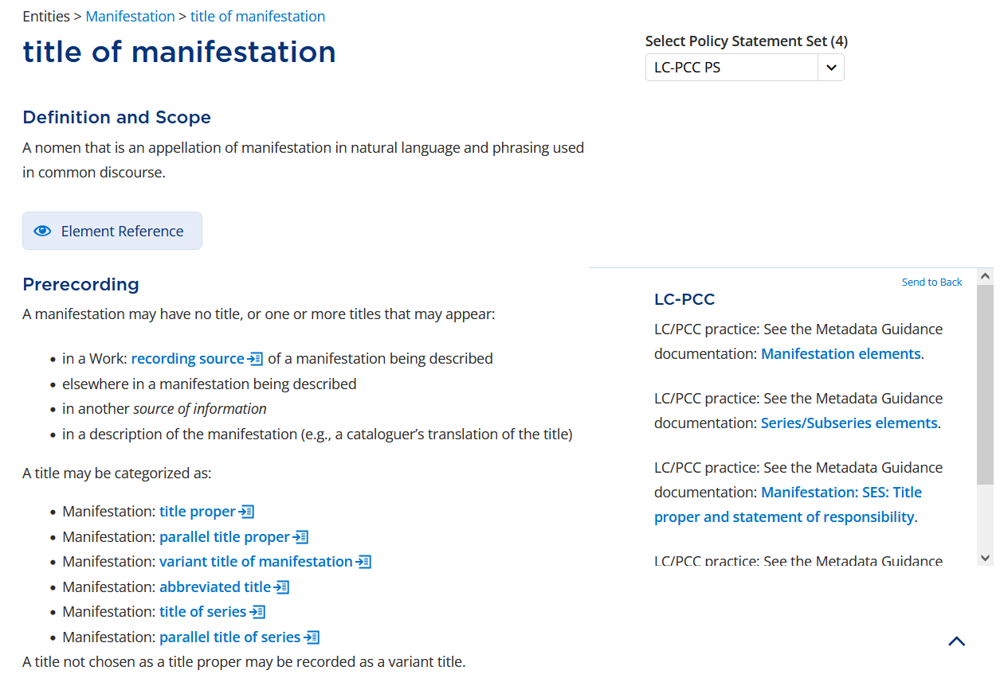 Entities > Manifestation > title of manifestation
title of manifestation
Select Policy Statement Set (4)
LC-PCC PS
Definition and Scope
A nomen that is an appellation of manifestation in natural language and phrasing used
in common discourse.
Element Reference
Prerecording
A manifestation may have no title, or one or more titles that may appear:
• in a Work: recording source of a manifestation being described
• elsewhere in a manifestation being described
• in another source of information
• in a description of the manifestation (e.g., a cataloguer’s translation of the title)
A title may be categorized as:
• Manifestation: title proper
• Manifestation: parallel title proper
• Manifestation: variant title of manifestation
• Manifestation: abbreviated title
• Manifestation: title of series
• Manifestation: parallel title of series
A title not chosen as a title proper may be recorded as a variant title.
Send to Back
LC-PCC
LC/PCC practice: See the Metadata Guidance
documentation: Manifestation elements.
LC/PCC practice: See the Metadata Guidance
documentation: Series/Subseries elements.
LC/PCC practice: See the Metadata Guidance
documentation: Manifestation: SES: Title
proper and statement of responsibility.
LC/PCC practice: See the Metadata Guidance